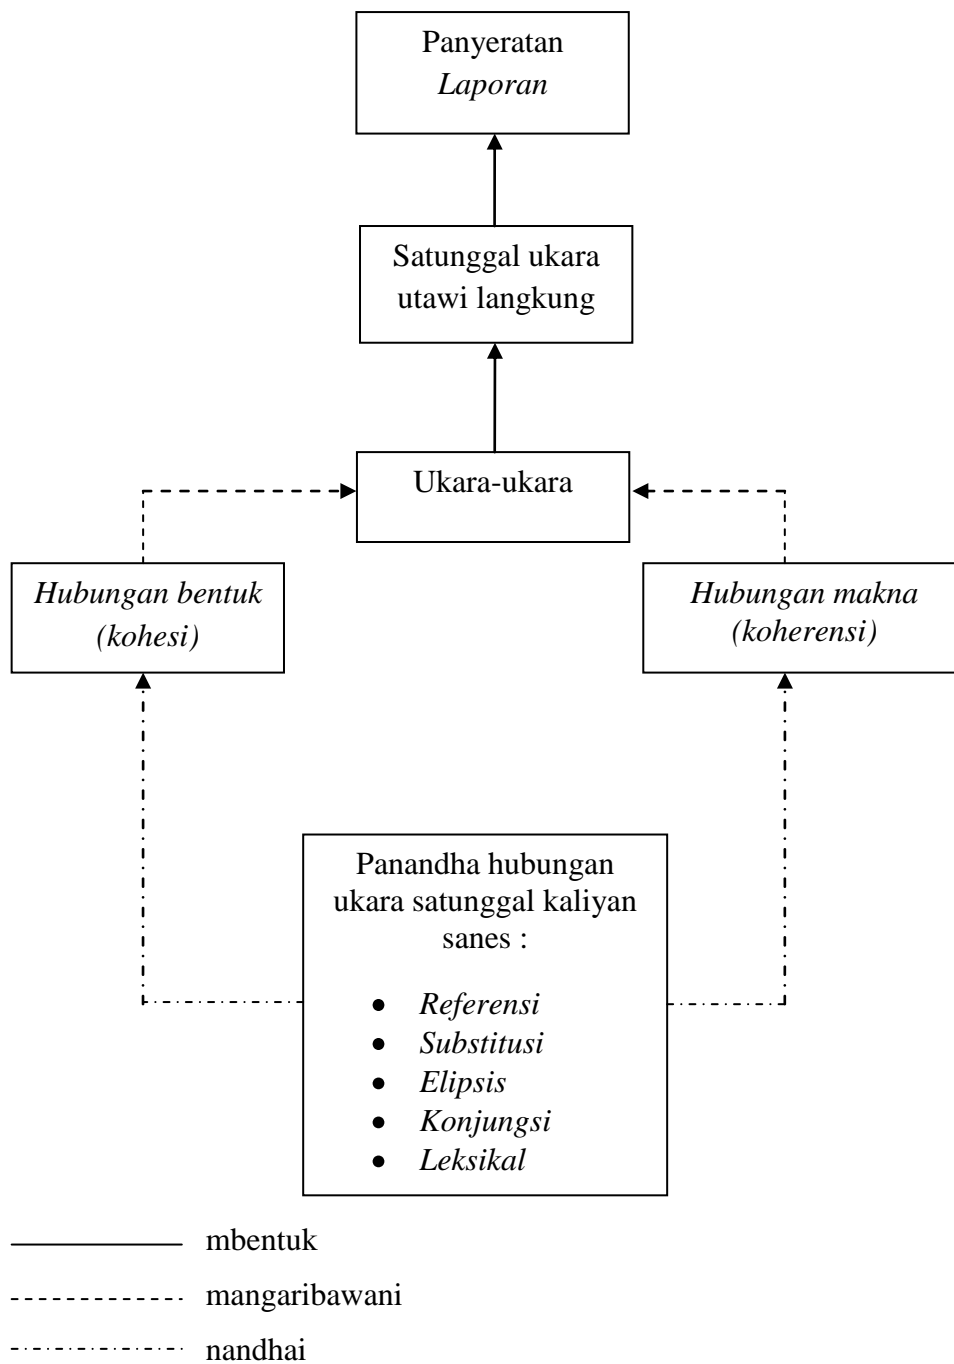 Panyeratan
Laporan
Satunggal ukara
utawi langkung
Ukara-ukara
Hubungan bentuk
(kohesi)
Hubungan makna
(koherensi)
Panandha hubungan
ukara satunggal kaliyan
sanes :
• Referensi
• Substitusi
• Elipsis
• Konjungsi
• Leksikal
mbentuk
mangaribawani
nandhai